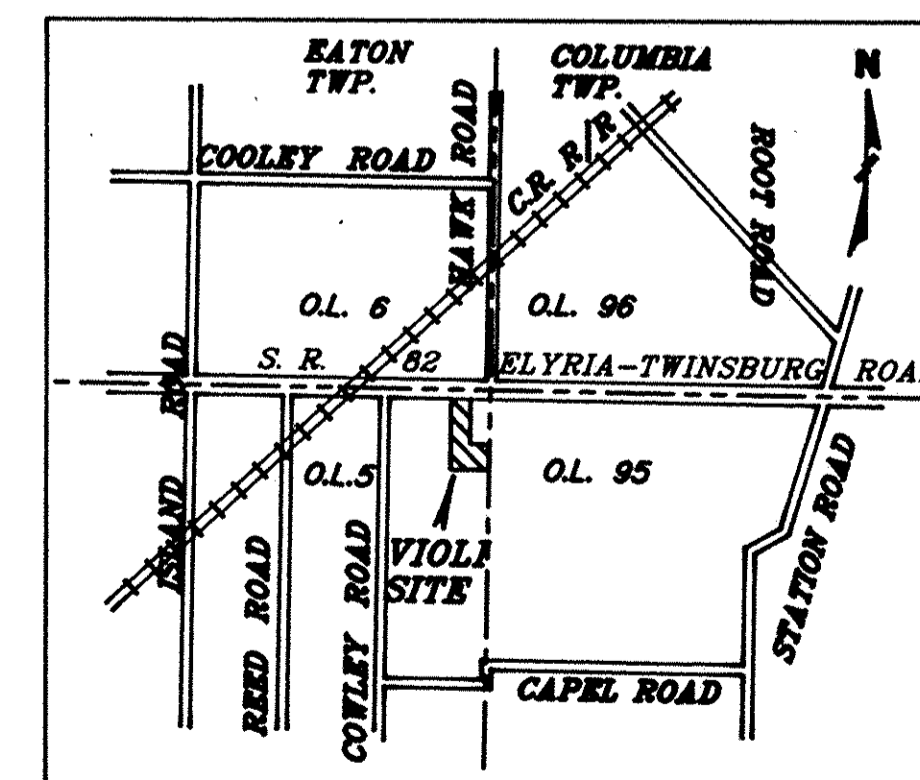 EATON
TWP.
COLUMBIA
TWP.
N
COOLEY ROAD
HAWK ROAD
C.R. R/R
ROOT ROAD
O.L. 6
O.L. 96
S. R. 82
ELYRIA-TWINSBURG
ISLAND ROAD
O.L.5
O.L. 95
VIOLI
SITE
REED ROAD
COWLEY ROAD
STATION ROAD
CAPEL ROAD